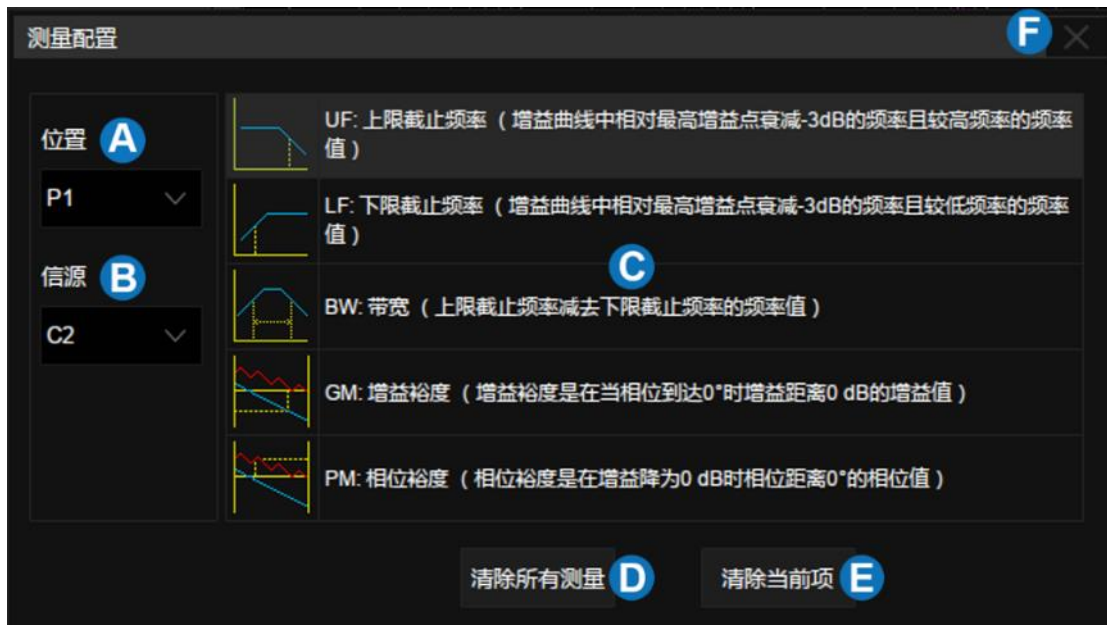 测量配置
F
位置 A
P1
信源 B
C2
UF: 上限截止频率（增益曲线中相对最高增益点衰减-3dB的频率且较高频率的频率
值）
LF: 下限截止频率（增益曲线中相对最高增益点衰减-3dB的频率且较低频率的频率
值）
C
BW: 带宽（上限截止频率减去下限截止频率的频率值）
GM: 增益裕度（增益裕度是在当相位到达0°时增益距离0 dB的增益值）
PM: 相位裕度（相位裕度是在增益降为0 dB时相位距离0°的相位值）
清除所有测量 D
清除当前项 E